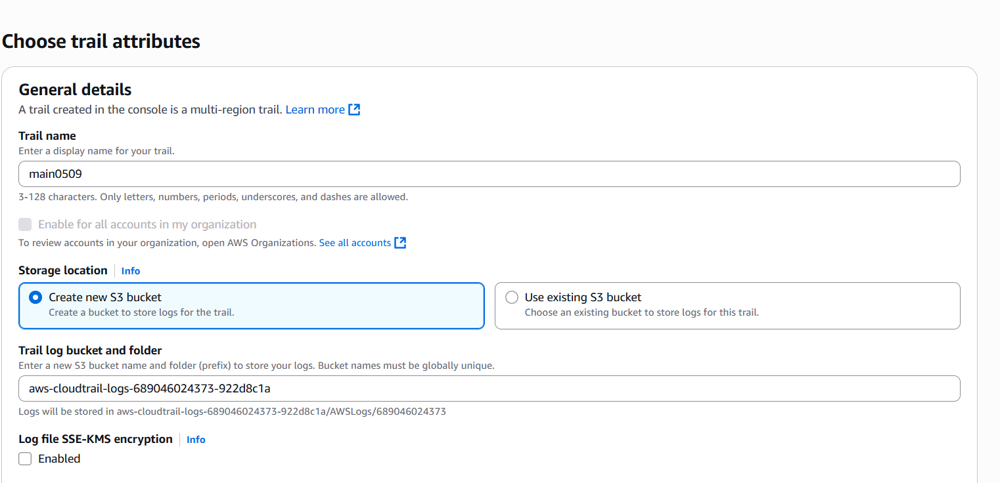 Choose trail attributes
General details
A trail created in the console is a multi-region trail. Learn more
Trail name
Enter a display name for your trail.
main0509
3-128 characters. Only letters, numbers, periods, underscores, and dashes are allowed.
Enable for all accounts in my organization
To review accounts in your organization, open AWS Organizations. See all accounts
Storage location Info
Create new S3 bucket
Create a bucket to store logs for the trail.
Use existing S3 bucket
Choose an existing bucket to store logs for this trail.
Trail log bucket and folder
Enter a new S3 bucket name and folder (prefix) to store your logs. Bucket names must be globally unique.
aws-cloudtrail-logs-689046024373-922d8c1a
Logs will be stored in aws-cloudtrail-logs-689046024373-922d8c1a/AWSLogs/689046024373
Log file SSE-KMS encryption Info
Enabled